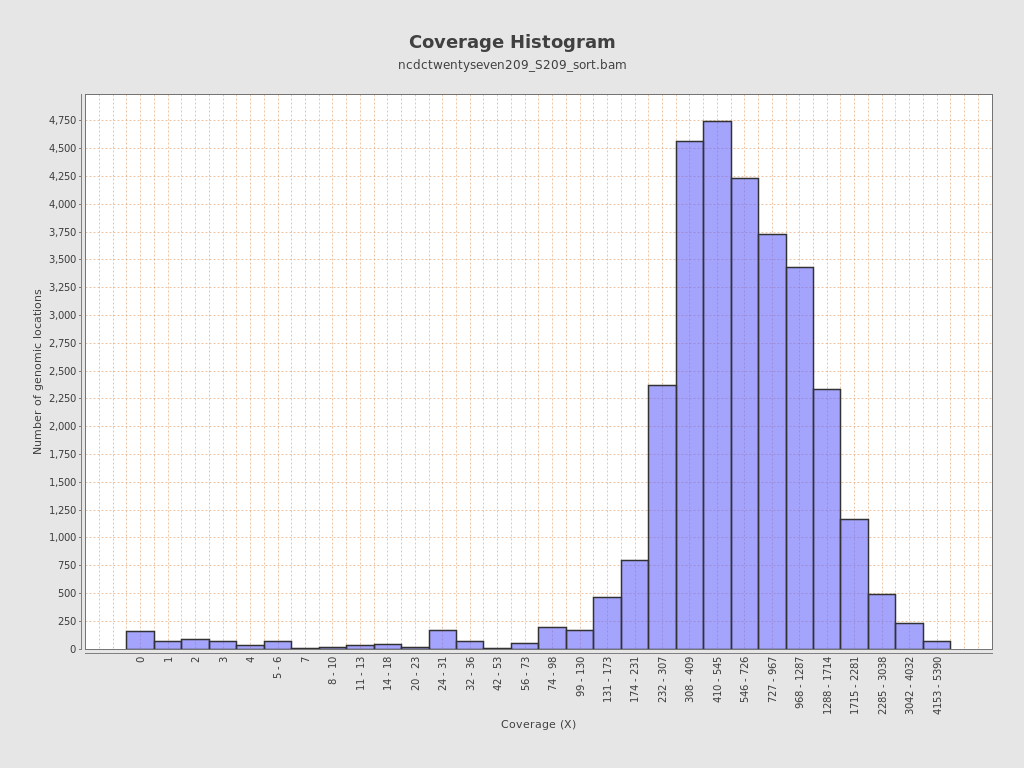 Coverage Histogram
ncdctwentyseven209_S209_sort.bam
Number of genomic locations
4,750
4,500
4,250
4,000
3,750
3,500
3,250
3,000
2,750
2,500
2,250
2,000
1,750
1,500
1,250
1,000
750
500
250
0
0
1
2
3
4
5 - 6
7
8 - 10
11 - 13
14 - 18
20 - 23
24 - 31
32 - 36
42 - 53
56 - 73
74 - 98
99 - 130
131 - 173
174 - 231
232 - 307
308 - 409
410 - 545
546 - 726
727 - 967
968 - 1287
1288 - 1714
1715 - 2281
2285 - 3038
3042 - 4032
4153 - 5390
Coverage (X)